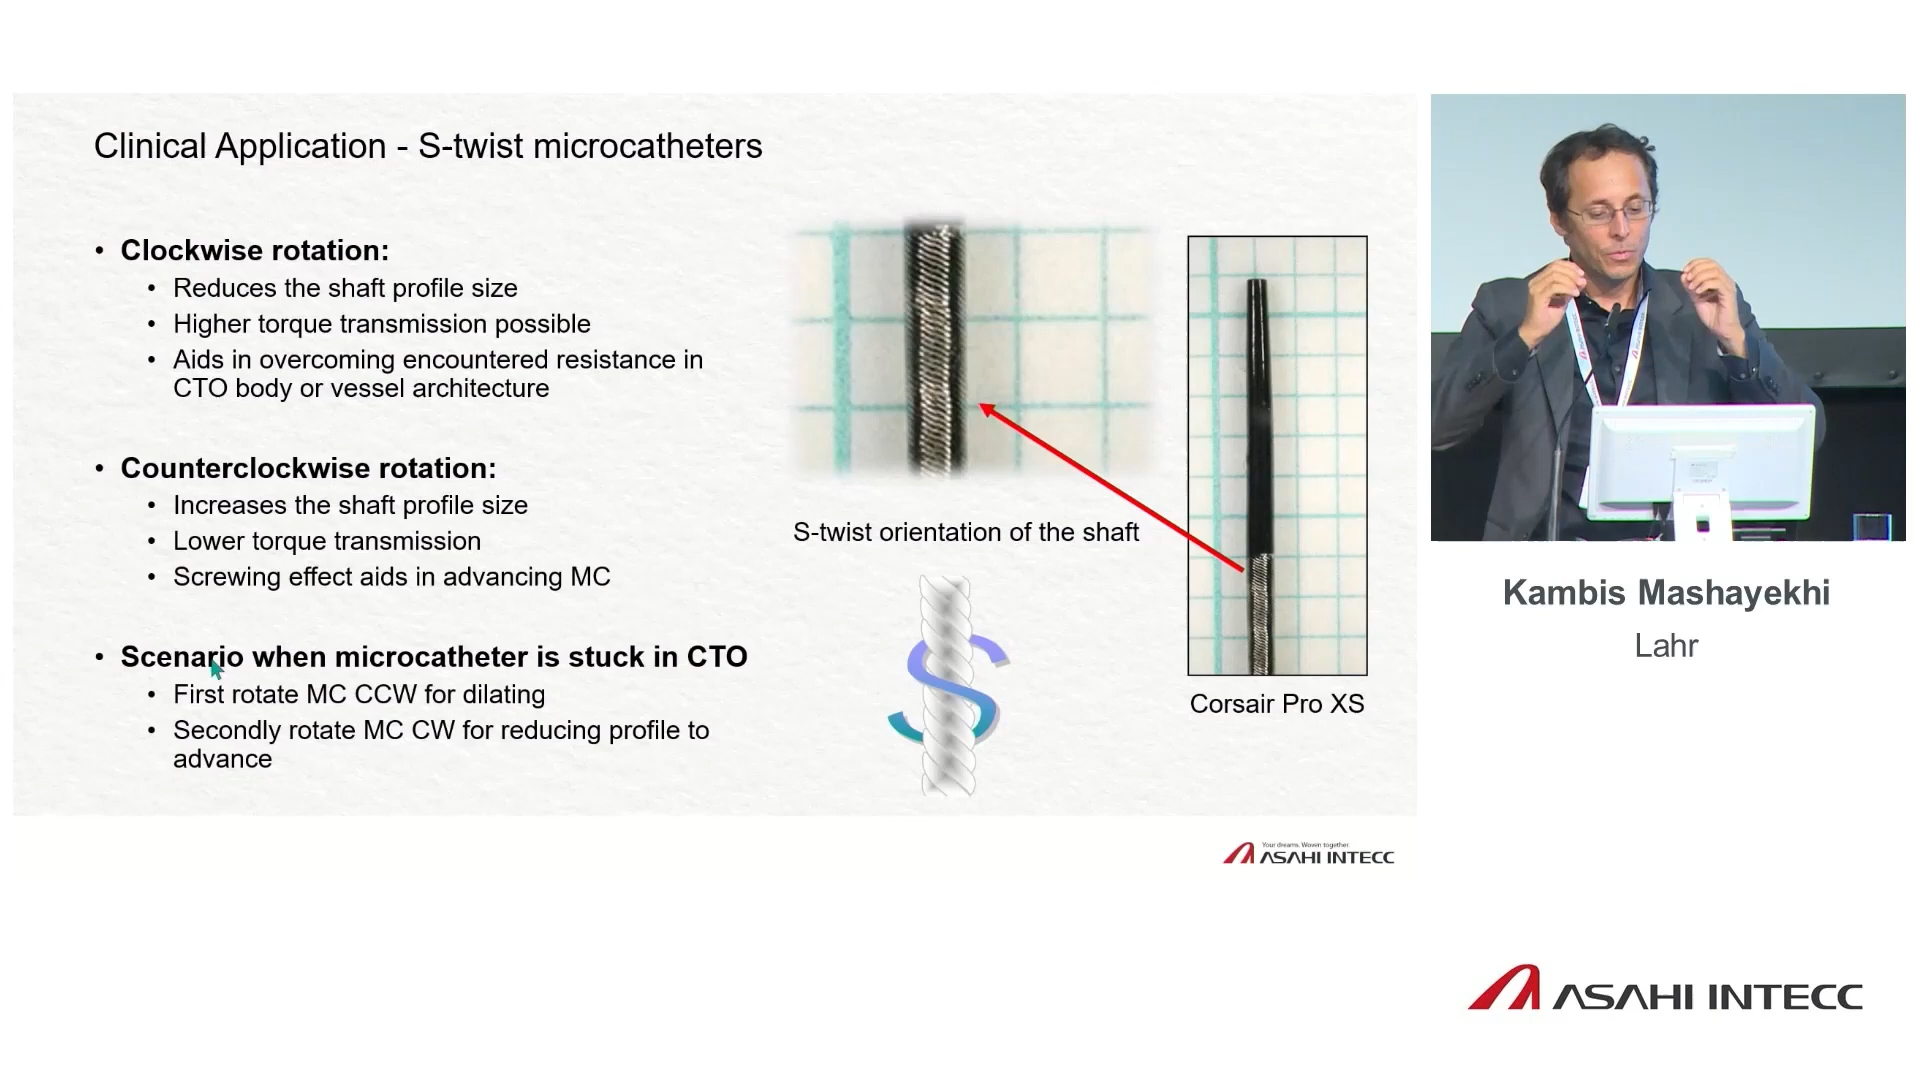 Clinical Application - S-twist microcatheters
• Clockwise rotation:
• Reduces the shaft profile size
• Higher torque transmission possible
• Aids in overcoming encountered resistance in
CTO body or vessel architecture
• Counterclockwise rotation:
• Increases the shaft profile size
• Lower torque transmission
• Screwing effect aids in advancing MC
• Scenario when microcatheter is stuck in CTO
• First rotate MC CCW for dilating
• Secondly rotate MC CW for reducing profile to
advance
S-twist orientation of the shaft
S
Corsair Pro XS
Your dreams. Woven together.
ASAHI INTECC
Kambis Mashayekhi
Lahr
ASAHI INTECC